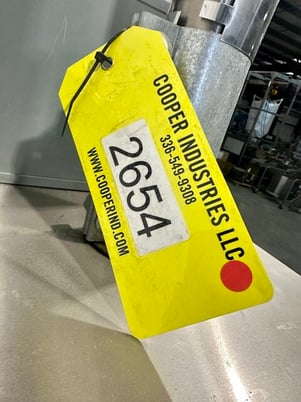 COOPER INDUSTRIES LLC
336-549-9308
2654
WWW.COOPERIND.COM